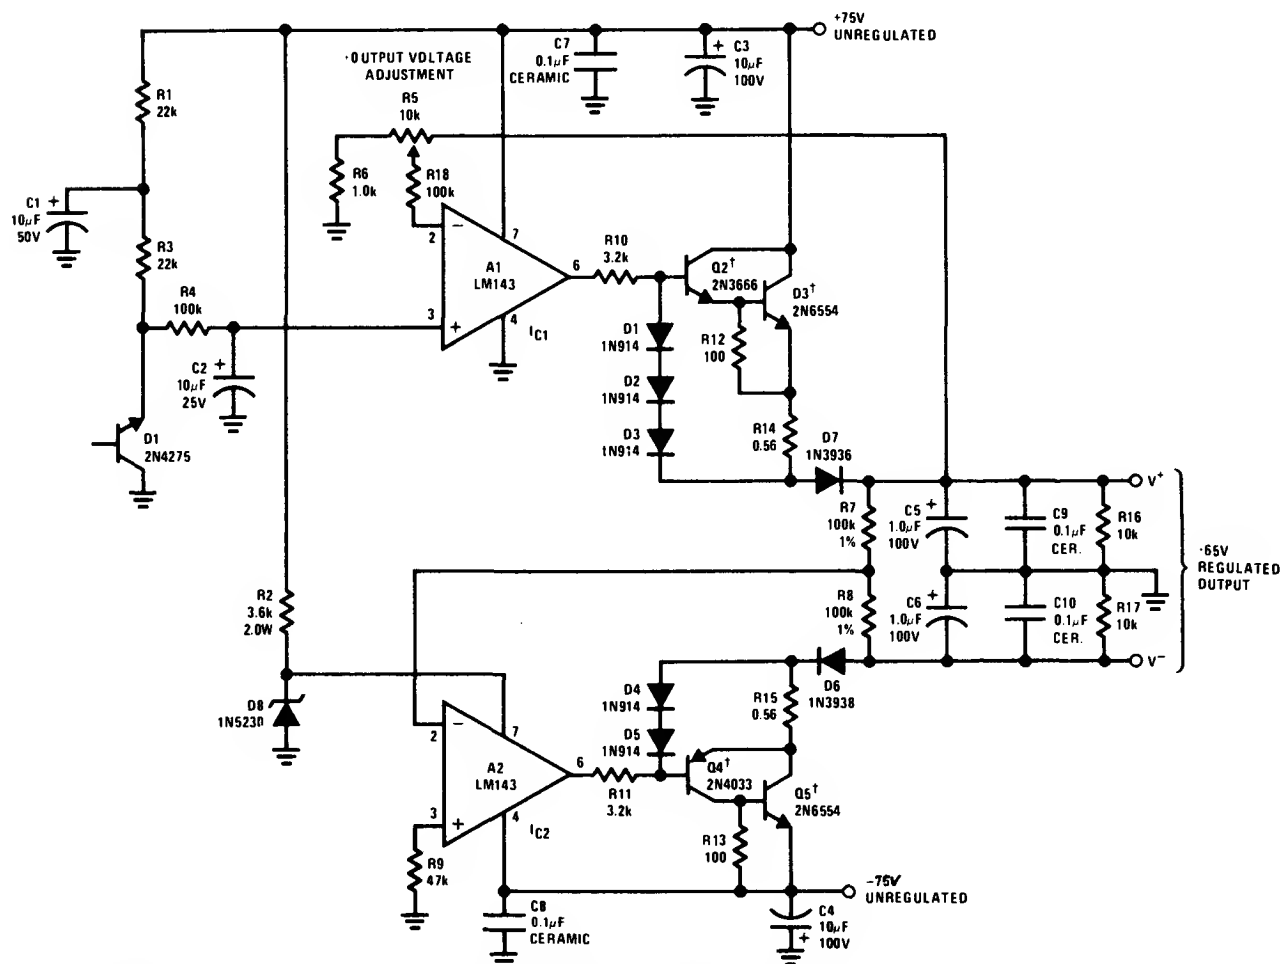 +75V
UNREGULATED
C7
0.1μF
CERAMIC
+
C3
10μF
100V
·OUTPUT VOLTAGE
ADJUSTMENT
R1
22k
R5
10k
R6
1.0k
R18
100k
C1
+
10μF
50V
R3
22k
R4
100k
2
−
7
A1
LM143
6
3
+
4
IC1
R10
3.2k
Q2†
2N3666
D3†
2N6554
D1
1N914
R12
100
D2
1N914
D3
1N914
R14
0.56
D7
1N3936
+
C2
10μF
25V
D1
2N4275
V+
R7
100k
1%
C5
+
1.0μF
100V
C9
0.1μF
CER.
R16
10k
·65V
REGULATED
OUTPUT
R8
100k
1%
C6
+
1.0μF
100V
C10
0.1μF
CER.
R17
10k
V−
R2
3.6k
2.0W
D8
1N5230
D4
1N914
D5
1N914
R15
0.56
D6
1N3938
2
−
7
A2
LM143
6
3
+
4
IC2
R11
3.2k
Q4†
2N4033
Q5†
2N6554
R13
100
R9
47k
−75V
UNREGULATED
C8
0.1μF
CERAMIC
C4
10μF
+
100V